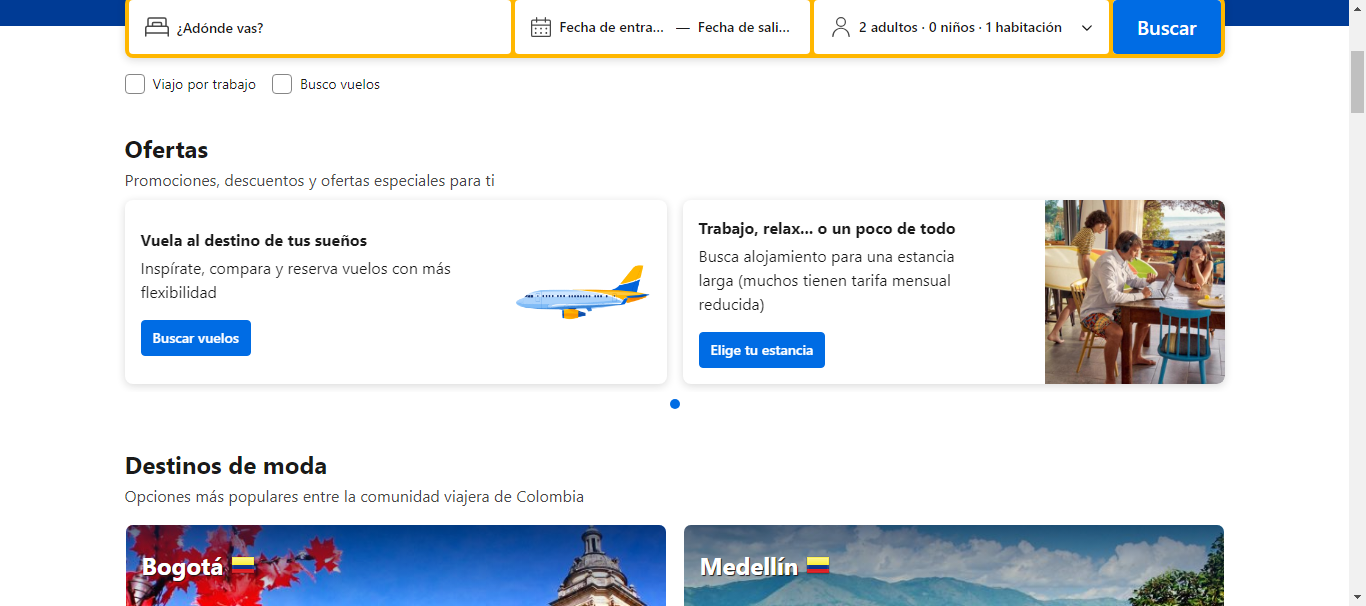 ¿Adónde vas?
Fecha de entra... — Fecha de sali...
2 adultos · 0 niños · 1 habitación
Buscar
Viajo por trabajo
Busco vuelos
Ofertas
Promociones, descuentos y ofertas especiales para ti
Vuela al destino de tus sueños
Inspírate, compara y reserva vuelos con más
flexibilidad
Buscar vuelos
Trabajo, relax... o un poco de todo
Busca alojamiento para una estancia
larga (muchos tienen tarifa mensual
reducida)
Elige tu estancia
Destinos de moda
Opciones más populares entre la comunidad viajera de Colombia
Bogotá
Medellín